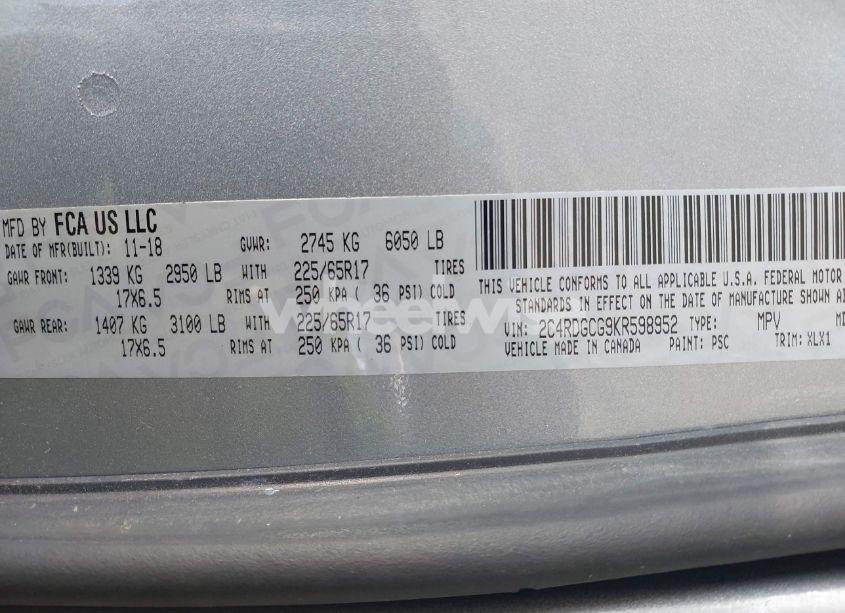 MFD BY FCA US LLC
DATE OF MFR(BUILT): 11-18 GVWR: 2745 KG 6050 LB
GAWR FRONT: 1339 KG 2950 LB WITH 225/65R17 TIRES
17X6.5 RIMS AT 250 KPA ( 36 PSI) COLD
GAWR REAR: 1407 KG 3100 LB WITH 225/65R17 TIRES
17X6.5 RIMS AT 250 KPA ( 36 PSI) COLD
THIS VEHICLE CONFORMS TO ALL APPLICABLE U.S.A. FEDERAL MOTOR
STANDARDS IN EFFECT ON THE DATE OF MANUFACTURE SHOWN
VIN: 2C4RDGCG9KR598952 TYPE: MPV
VEHICLE MADE IN CANADA PAINT: PSC TRIM: XLX1